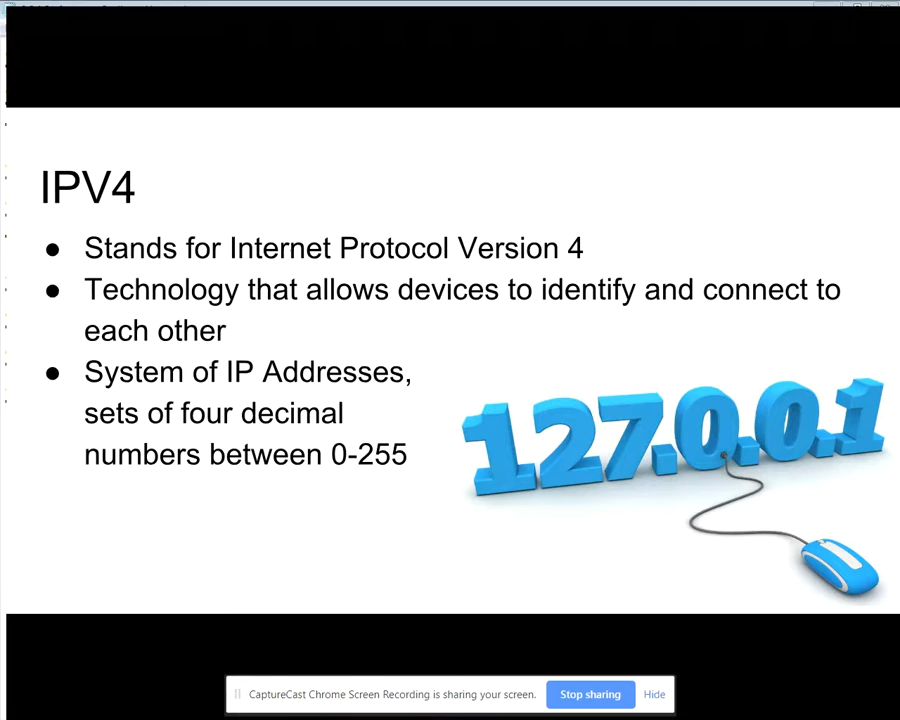 IPV4
● Stands for Internet Protocol Version 4
● Technology that allows devices to identify and connect to
each other
● System of IP Addresses,
sets of four decimal
numbers between 0-255
127.0.0.1
CaptureCast Chrome Screen Recording is sharing your screen. Stop sharing Hide